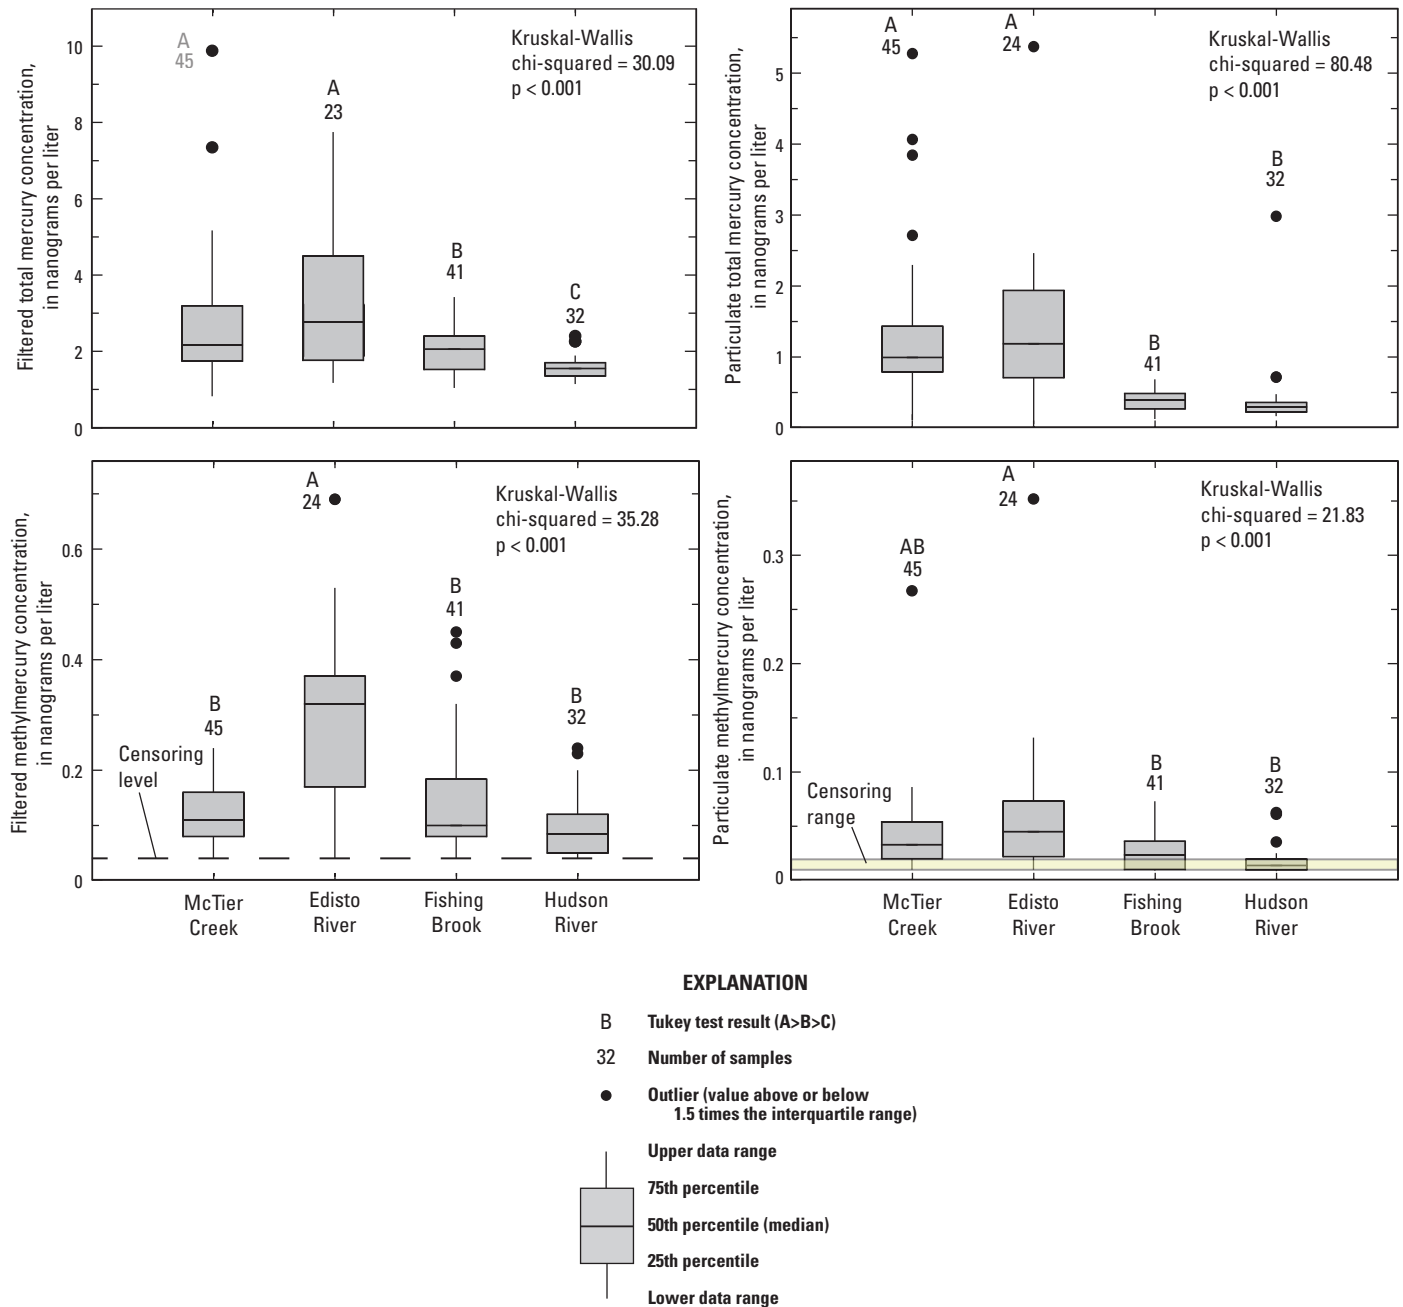 Filtered total mercury concentration,
in nanograms per liter
10
8
6
4
2
0
A
45
A
23
B
41
C
32
Kruskal-Wallis
chi-squared = 30.09
p < 0.001
Particulate total mercury concentration,
in nanograms per liter
5
4
3
2
1
0
A
45
A
24
B
41
B
32
Kruskal-Wallis
chi-squared = 80.48
p < 0.001
Filtered methylmercury concentration,
in nanograms per liter
0.6
0.4
0.2
0
Censoring
level
B
45
A
24
B
41
B
32
Kruskal-Wallis
chi-squared = 35.28
p < 0.001
McTier
Creek
Edisto
River
Fishing
Brook
Hudson
River
Particulate methylmercury concentration,
in nanograms per liter
0.3
0.2
0.1
0
Censoring
range
AB
45
A
24
B
41
B
32
Kruskal-Wallis
chi-squared = 21.83
p < 0.001
McTier
Creek
Edisto
River
Fishing
Brook
Hudson
River
EXPLANATION
B Tukey test result (A>B>C)
32 Number of samples
Outlier (value above or below
1.5 times the interquartile range)
Upper data range
75th percentile
50th percentile (median)
25th percentile
Lower data range